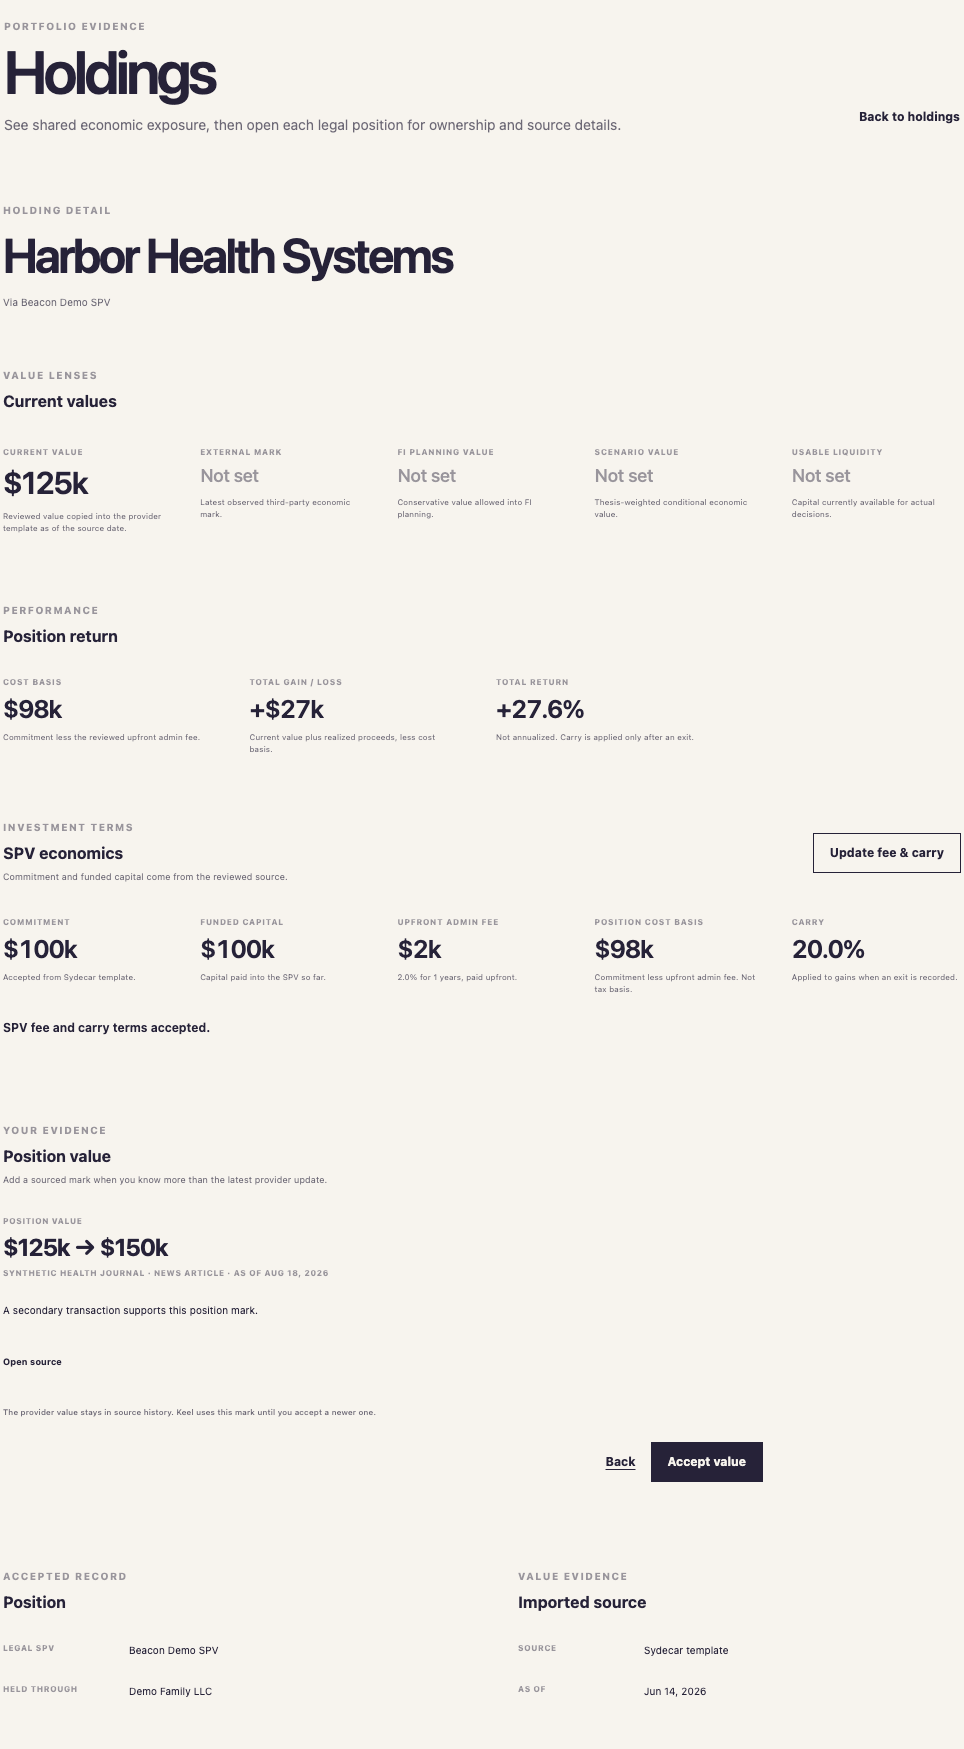 PORTFOLIO EVIDENCE
Holdings
See shared economic exposure, then open each legal position for ownership and source details.
Back to holdings
HOLDING DETAIL
Harbor Health Systems
Via Beacon Demo SPV
VALUE LENSES
Current values
CURRENT VALUE
$125k
Reviewed value copied into the provider
template as of the source date.
EXTERNAL MARK
Not set
Latest observed third-party economic
mark.
FI PLANNING VALUE
Not set
Conservative value allowed into FI
planning.
SCENARIO VALUE
Not set
Thesis-weighted conditional economic
value.
USABLE LIQUIDITY
Not set
Capital currently available for actual
decisions.
PERFORMANCE
Position return
COST BASIS
$98k
Commitment less the reviewed upfront admin fee.
TOTAL GAIN / LOSS
+$27k
Current value plus realized proceeds, less cost
basis.
TOTAL RETURN
+27.6%
Not annualized. Carry is applied only after an exit.
INVESTMENT TERMS
SPV economics
Commitment and funded capital come from the reviewed source.
Update fee & carry
COMMITMENT
$100k
Accepted from Sydecar template.
FUNDED CAPITAL
$100k
Capital paid into the SPV so far.
UPFRONT ADMIN FEE
$2k
2.0% for 1 years, paid upfront.
POSITION COST BASIS
$98k
Commitment less upfront admin fee. Not
tax basis.
CARRY
20.0%
Applied to gains when an exit is recorded.
SPV fee and carry terms accepted.
YOUR EVIDENCE
Position value
Add a sourced mark when you know more than the latest provider update.
POSITION VALUE
$125k → $150k
SYNTHETIC HEALTH JOURNAL · NEWS ARTICLE · AS OF AUG 18, 2026
A secondary transaction supports this position mark.
Open source
The provider value stays in source history. Keel uses this mark until you accept a newer one.
Back
Accept value
ACCEPTED RECORD
Position
LEGAL SPV
Beacon Demo SPV
HELD THROUGH
Demo Family LLC
VALUE EVIDENCE
Imported source
SOURCE
Sydecar template
AS OF
Jun 14, 2026